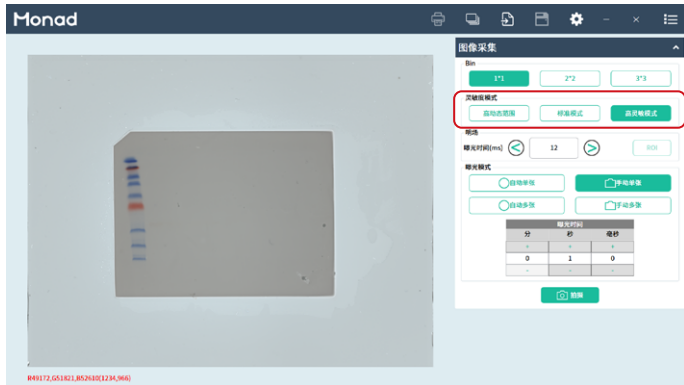 Monad
图像采集
Bin
1*1
2*2
3*3
灵敏度模式
高动态范围
标准模式
高灵敏模式
明场
曝光时间(ms)
12
ROI
曝光模式
自动单张
手动单张
自动多张
手动多张
曝光时间
分 秒 毫秒
+ + +
0 1 0
- - -
拍摄
R49172,G51821,B52610(1234,966)